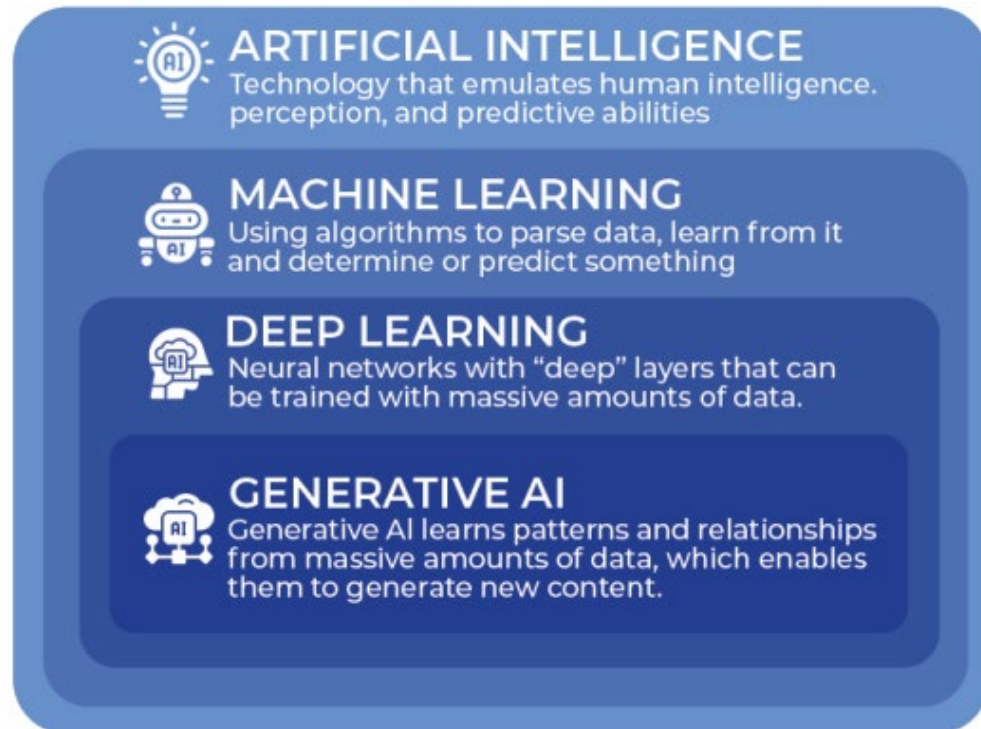 AI
ARTIFICIAL INTELLIGENCE
Technology that emulates human intelligence.
perception, and predictive abilities
MACHINE LEARNING
Using algorithms to parse data, learn from it
AI
and determine or predict something
DEEP LEARNING
AI
Neural networks with “deep” layers that can
be trained with massive amounts of data.
GENERATIVE AI
AI
Generative AI learns patterns and relationships
from massive amounts of data, which enables
them to generate new content.